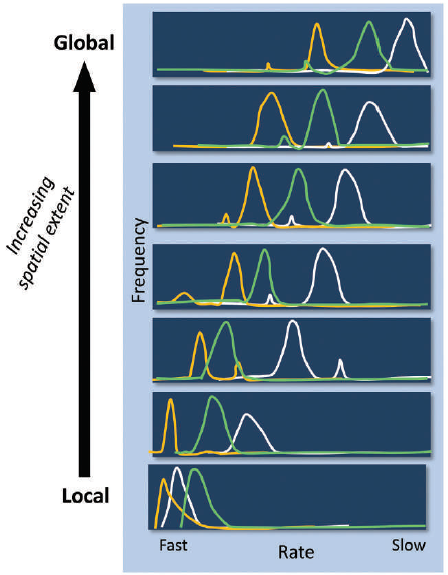 Global
Increasing
spatial extent
Frequency
Local
Fast
Rate
Slow